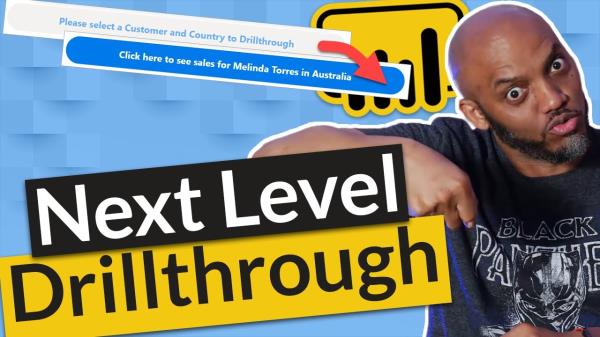 Please select a Customer and Country to Drillthrough
Click here to see sales for Melinda Torres in Australia
Next Level
Drillthrough
BLACK
PANTHER